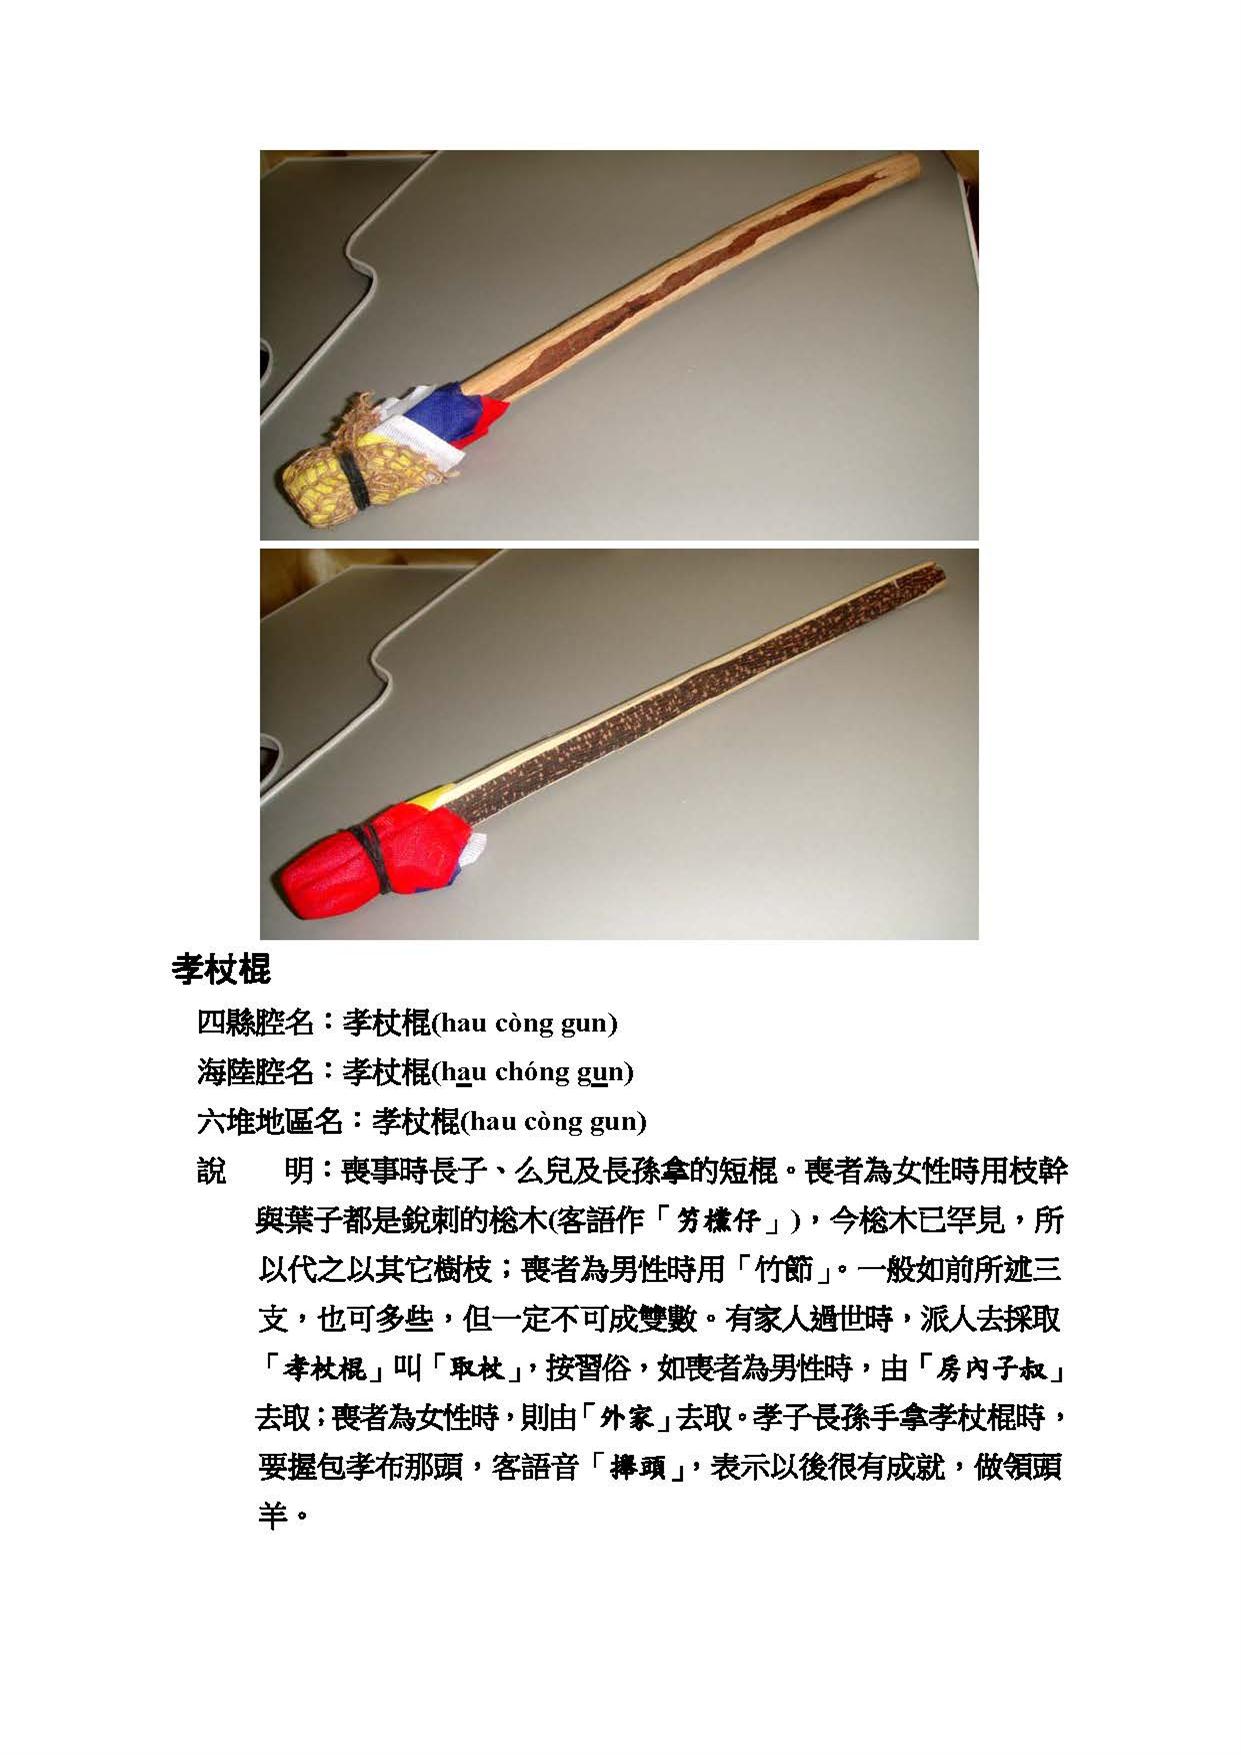 孝杖棍
四縣腔名：孝杖棍(hau còng gun)
海陸腔名：孝杖棍(hau chóng gun)
六堆地區名：孝杖棍(hau còng gun)
說　　明：喪事時長子、么兒及長孫拿的短棍。喪者為女性時用枝幹
與葉子都是銳刺的棇木(客語作「竻欓仔」)，今棇木已罕見，所
以代之以其它樹枝；喪者為男性時用「竹節」。一般如前所述三
支，也可多些，但一定不可成雙數。有家人過世時，派人去採取
「孝杖棍」叫「取杖」，按習俗，如喪者為男性時，由「房內子叔」
去取；喪者為女性時，則由「外家」去取。孝子長孫手拿孝杖棍時，
要握包孝布那頭，客語音「擇頭」，表示以後很有成就，做領頭
羊。